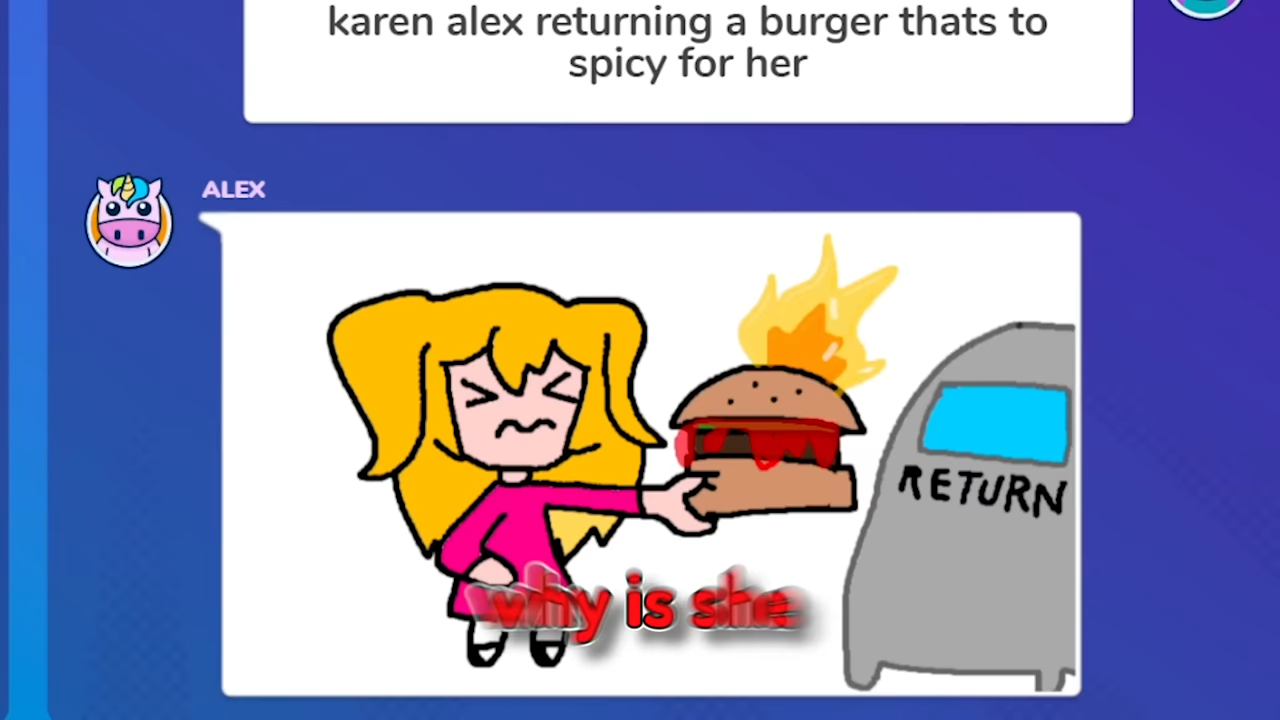 karen alex returning a burger thats to
spicy for her
ALEX
RETURN
why is she